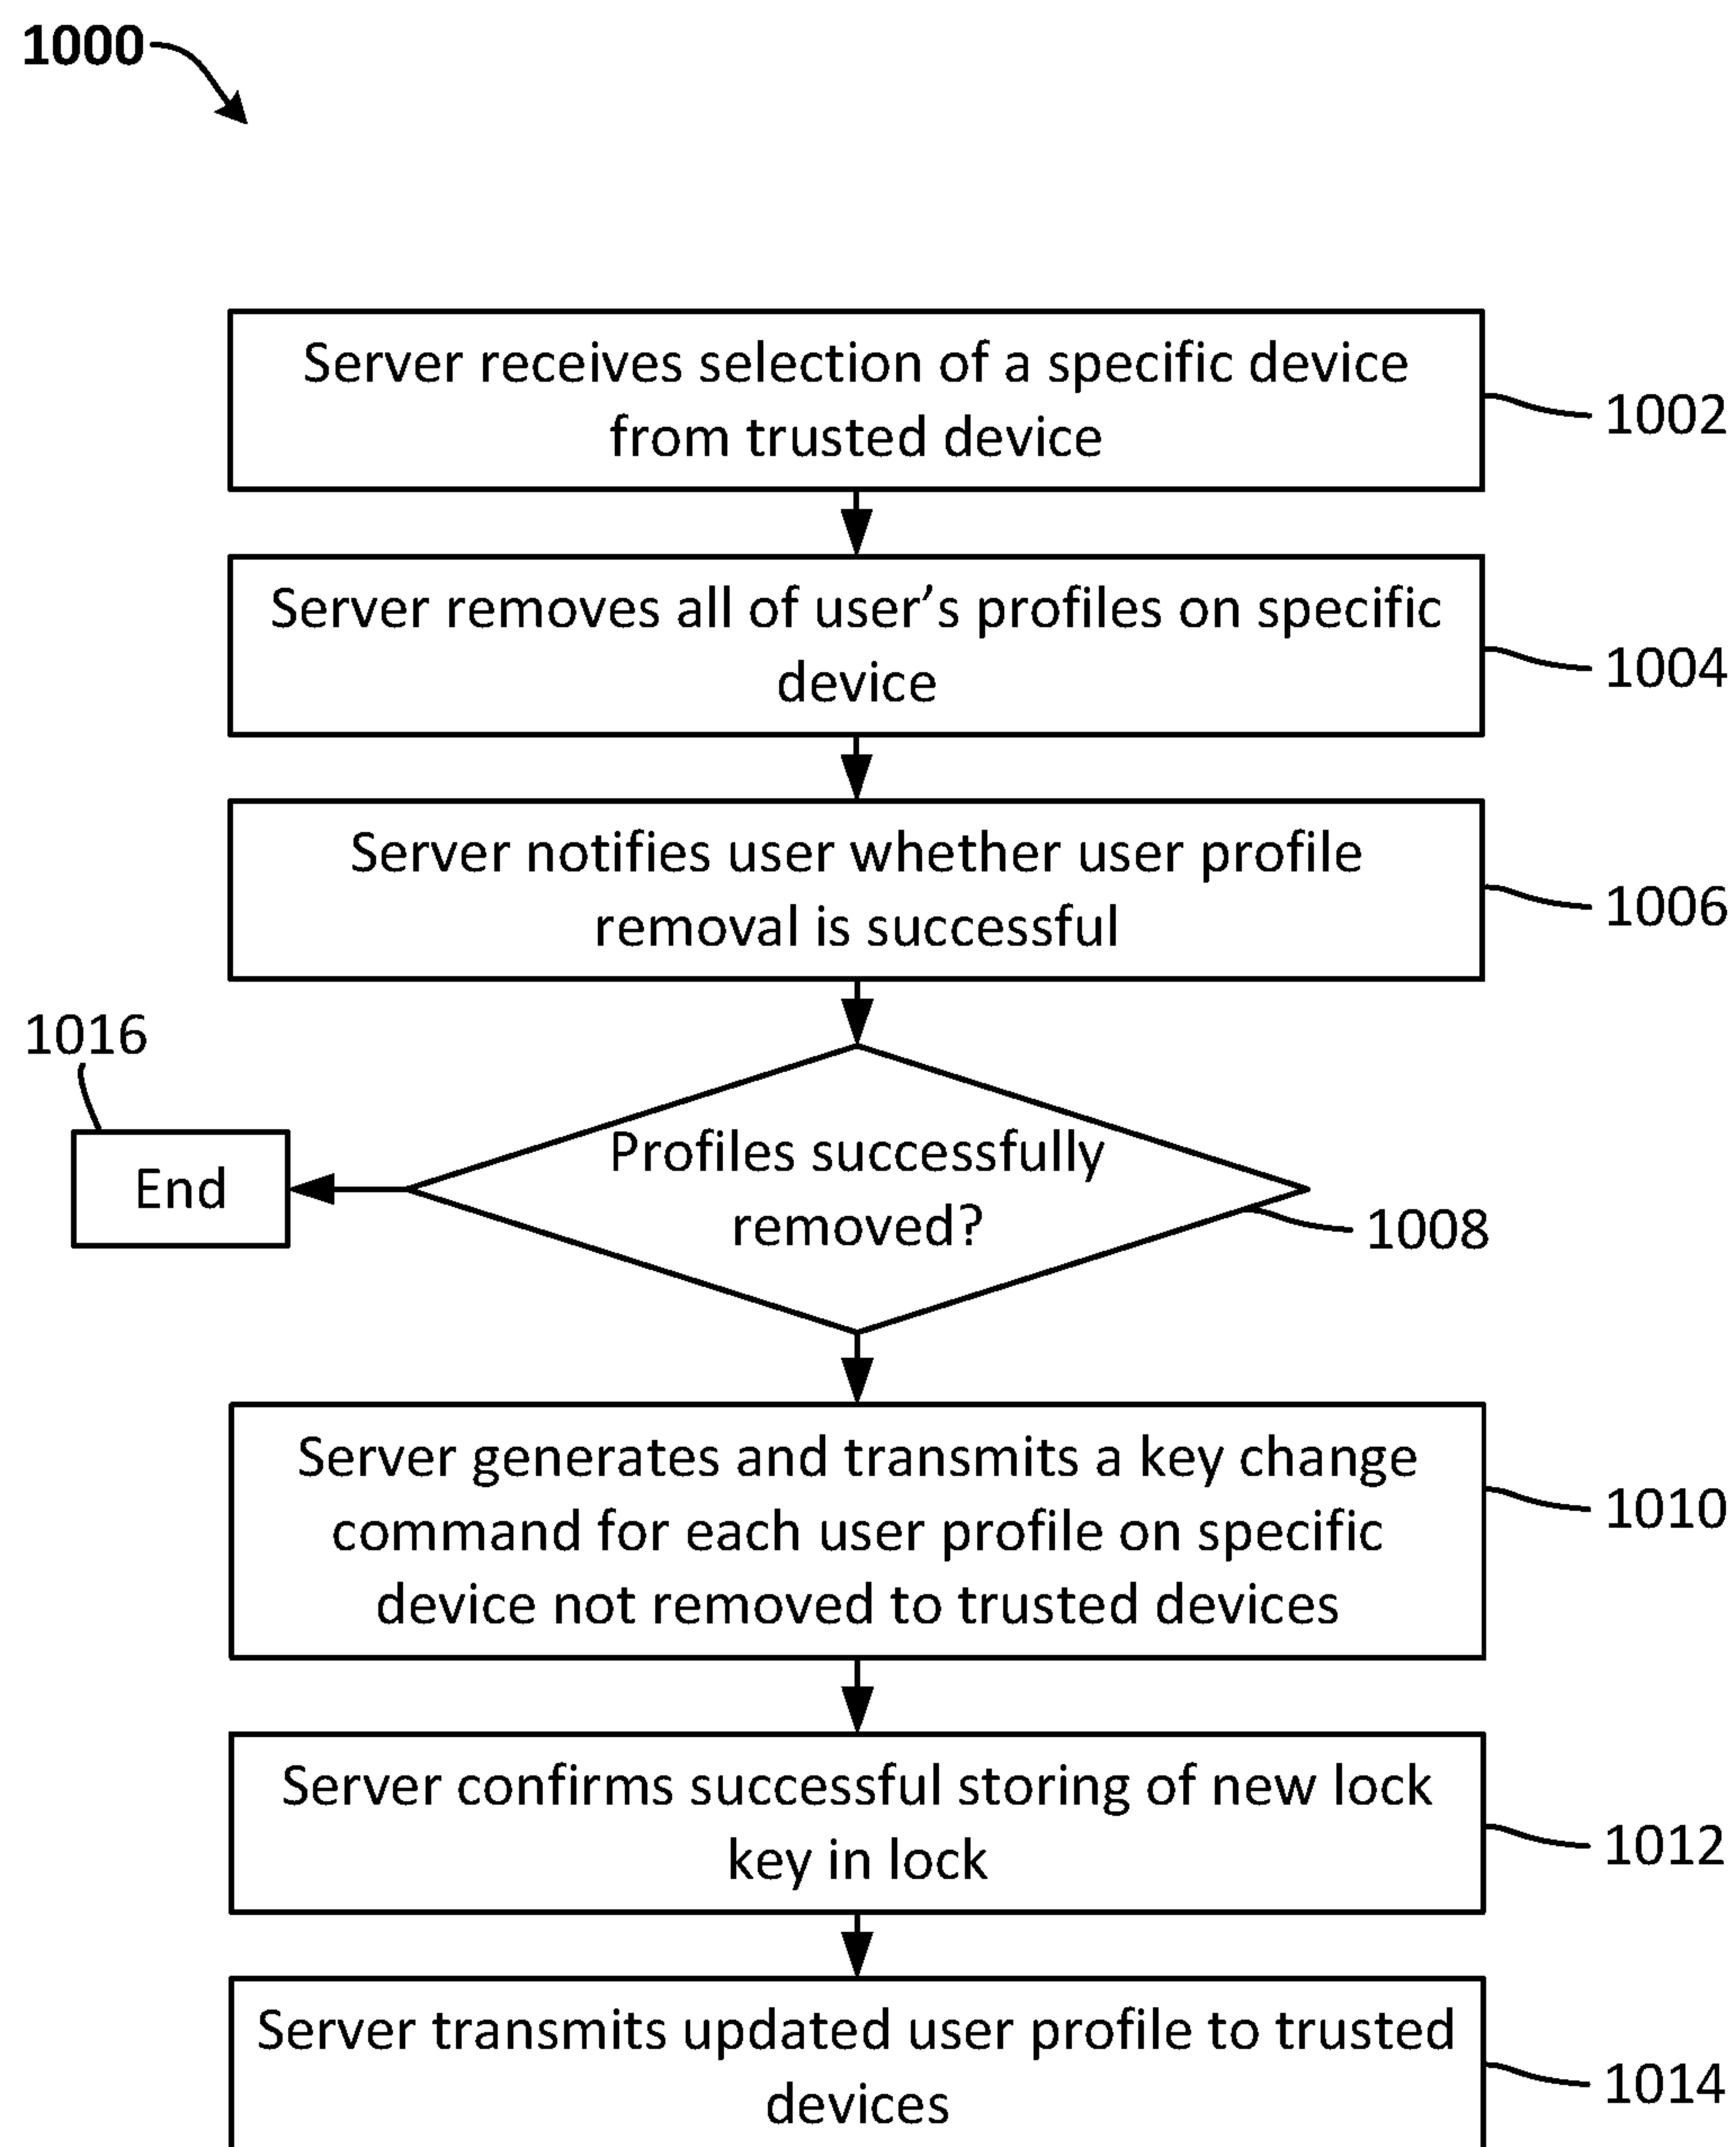 1000
Server receives selection of a specific device
from trusted device
1002
Server removes all of user’s profiles on specific
device
1004
Server notifies user whether user profile
removal is successful
1006
1016
End
Profiles successfully
removed?
1008
Server generates and transmits a key change
command for each user profile on specific
device not removed to trusted devices
1010
Server confirms successful storing of new lock
key in lock
1012
Server transmits updated user profile to trusted
devices
1014